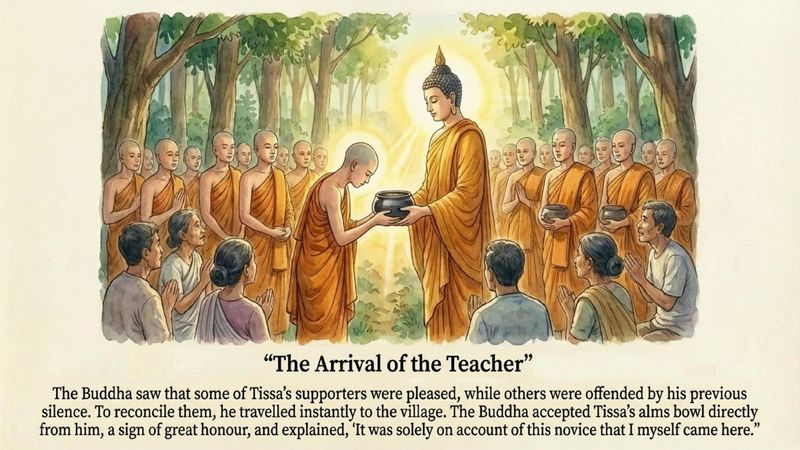 “The Arrival of the Teacher”
The Buddha saw that some of Tissa’s supporters were pleased, while others were offended by his previous
silence. To reconcile them, he travelled instantly to the village. The Buddha accepted Tissa’s alms bowl directly
from him, a sign of great honour, and explained, ‘It was solely on account of this novice that I myself came here.”